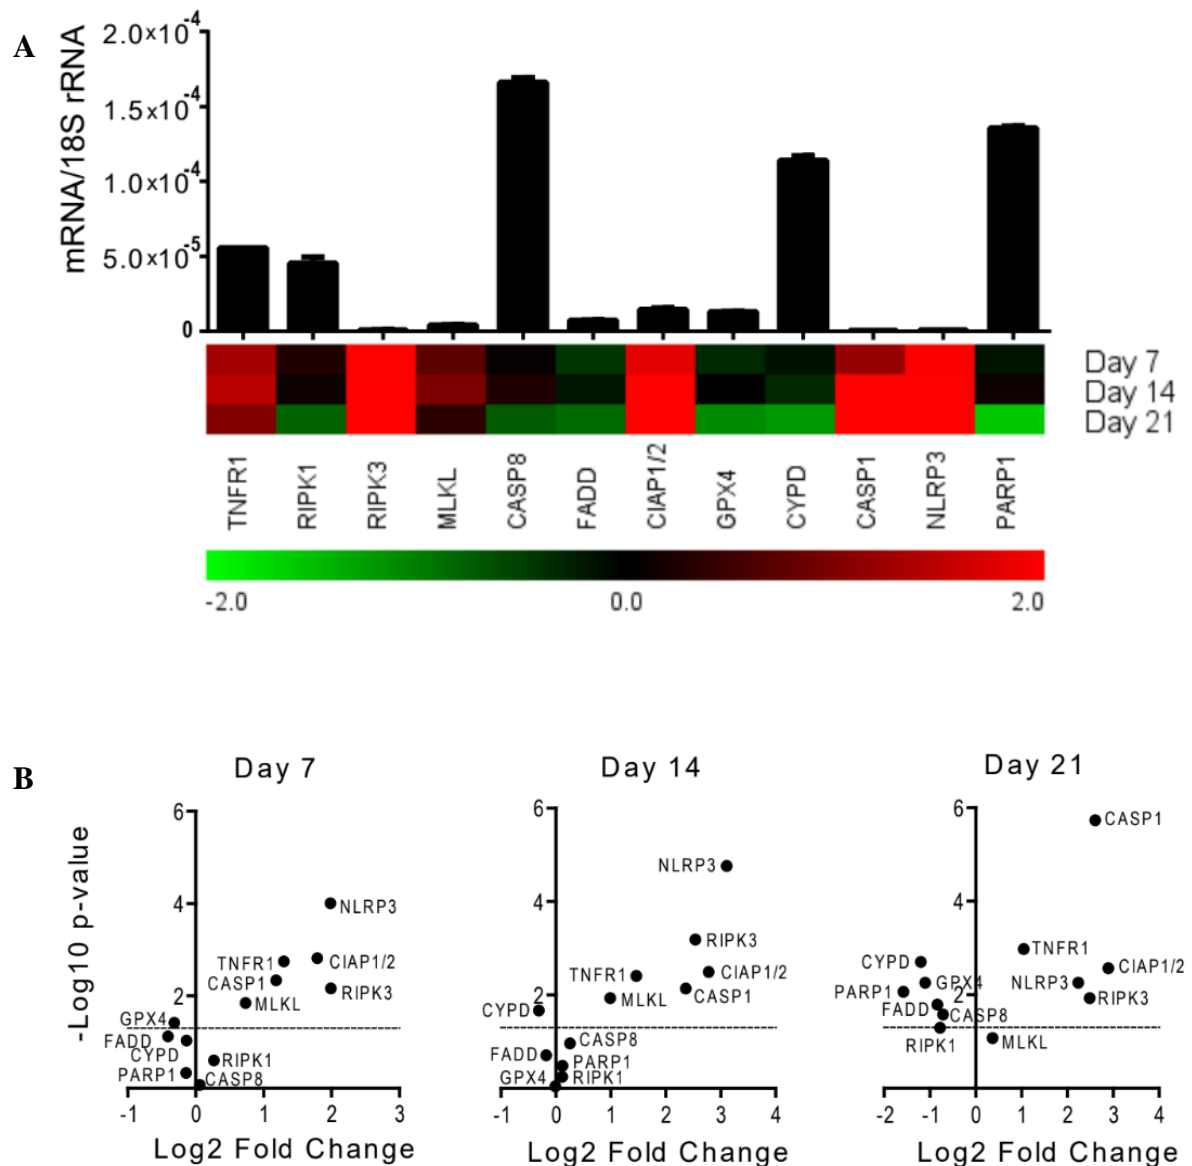 A
mRNA/18S rRNA
2.0×10-4
1.5×10-4
1.0×10-4
5.0×10-5
0
Day 7
Day 14
Day 21
TNFR1
RIPK1
RIPK3
MLKL
CASP8
FADD
CIAP1/2
GPX4
CYPD
CASP1
NLRP3
PARP1
-2.0 0.0 2.0
B
Day 7
-Log10 p-value
6
4
2
NLRP3
TNFR1
CIAP1/2
CASP1
RIPK3
MLKL
GPX4
FADD
CYPD
RIPK1
PARP1
CASP8
-1 0 1 2 3
Log2 Fold Change
Day 14
6
4
2
NLRP3
RIPK3
TNFR1
CIAP1/2
CASP1
MLKL
CYPD
CASP8
FADD
PARP1
GPX4
RIPK1
-1 0 1 2 3 4
Log2 Fold Change
Day 21
6
4
2
CASP1
TNFR1
CYPD
CIAP1/2
GPX4
NLRP3
PARP1
RIPK3
FADD
CASP8
RIPK1
MLKL
-2 -1 0 1 2 3 4
Log2 Fold Change